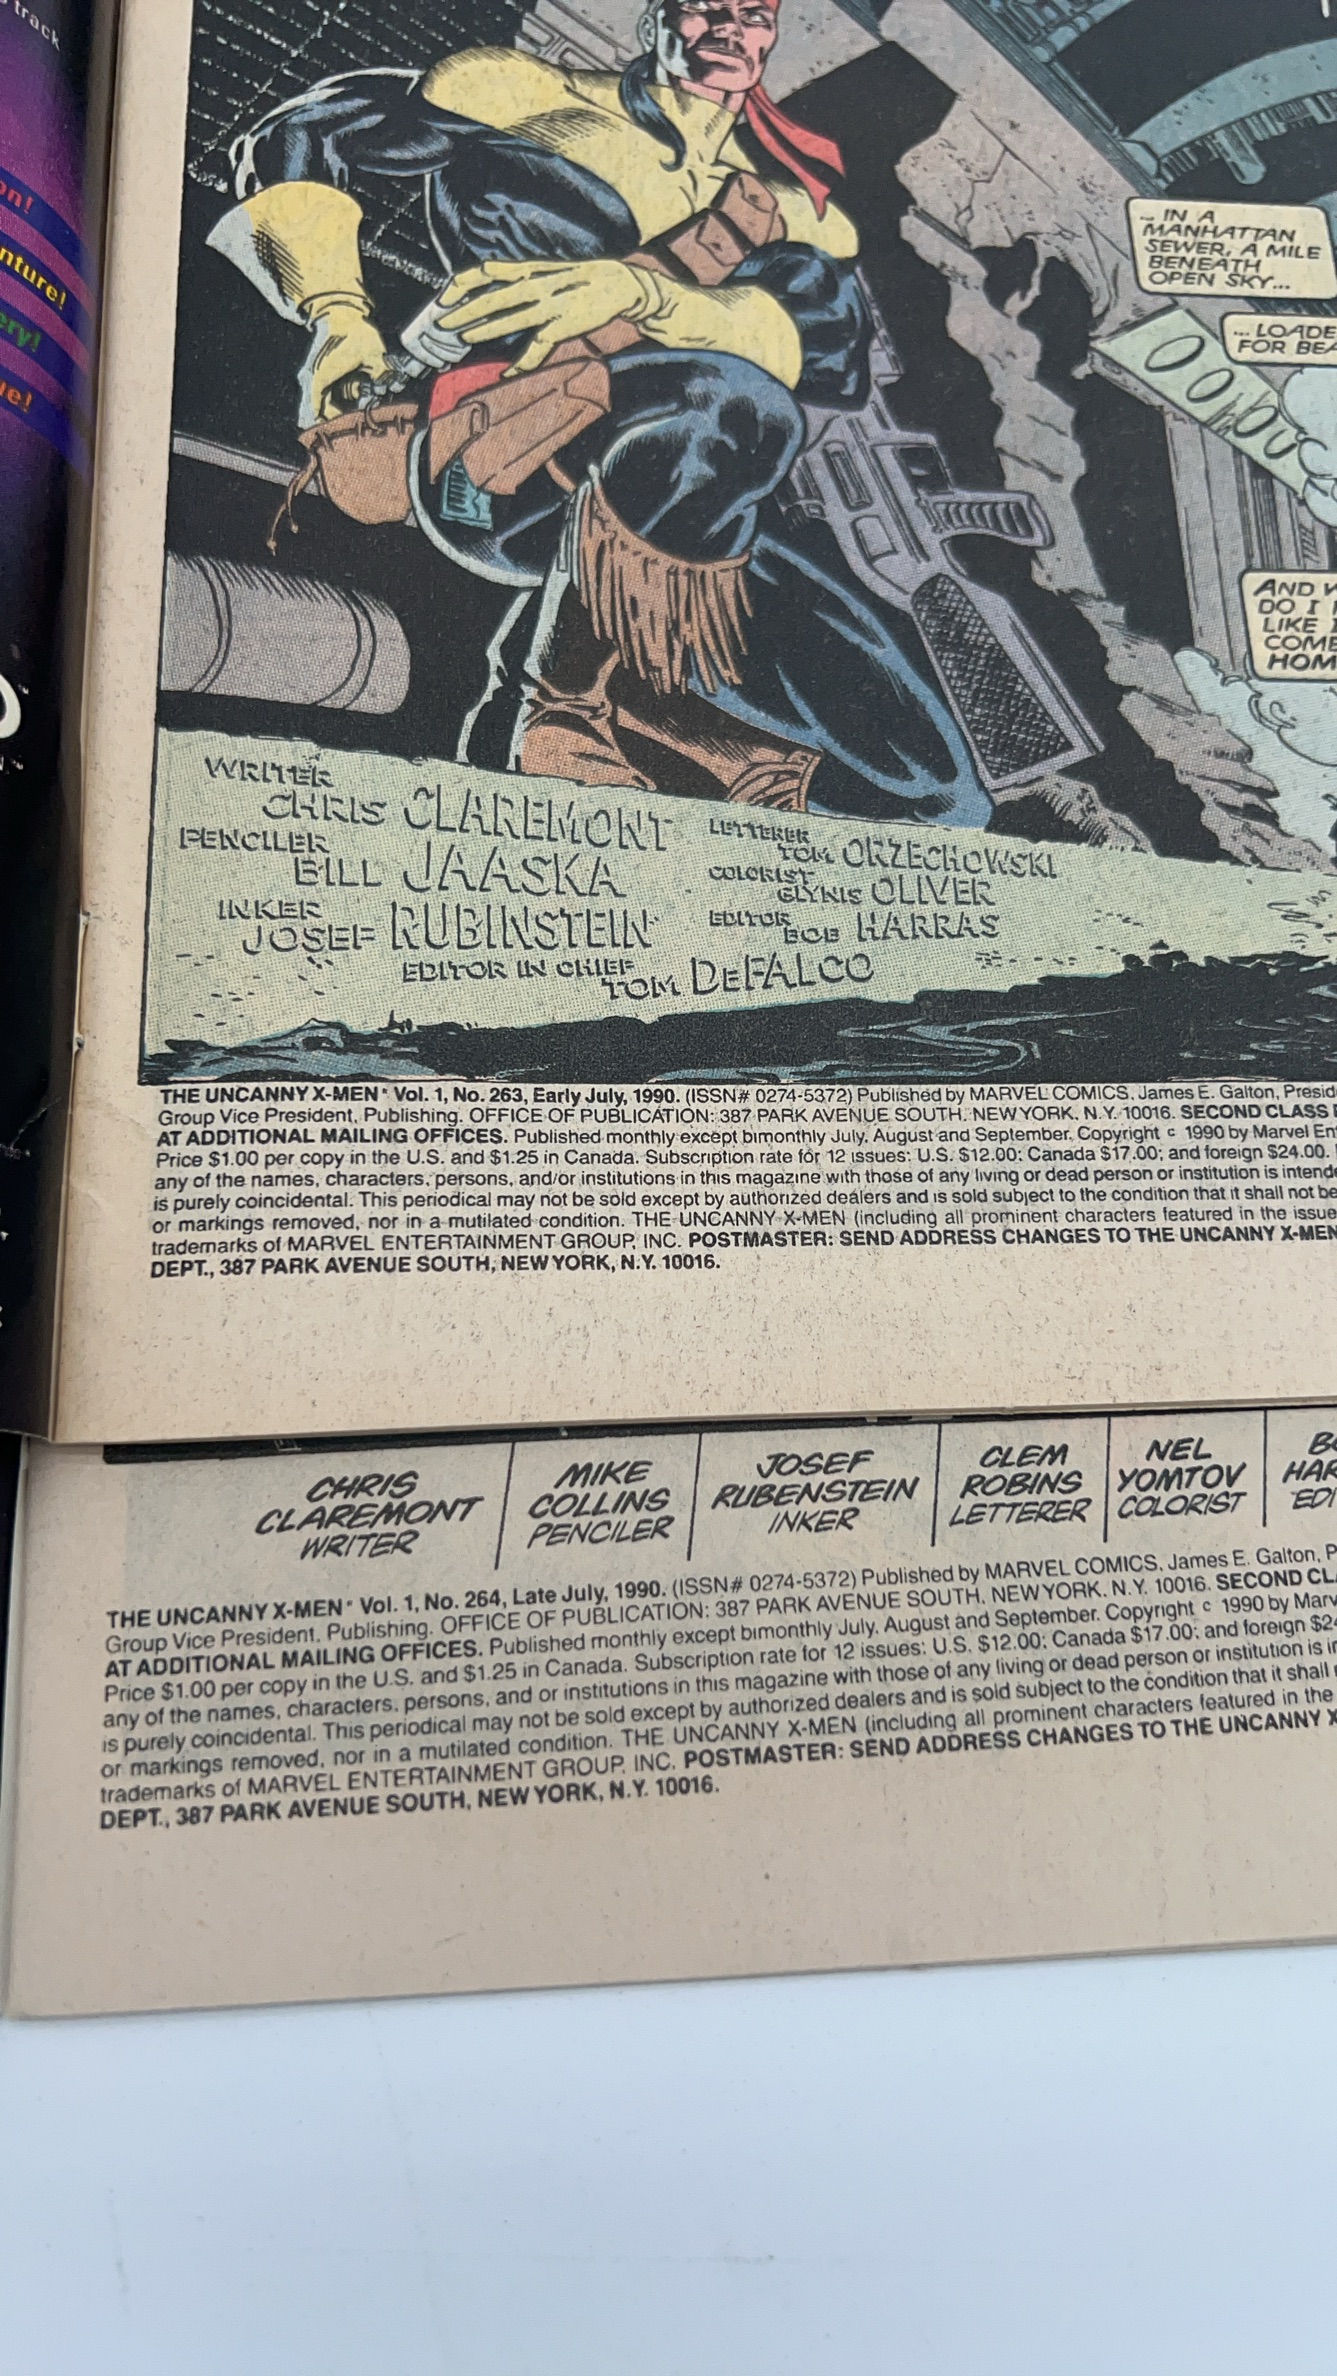 track
on!
nture!
ery!
ue!
... IN A
MANHATTAN
SEWER, A MILE
BENEATH
OPEN SKY...
... LOADE
FOR BEA
AND W
DO I
LIKE I
COME
HOM
WRITER
CHRIS CLAREMONT
PENCILER
BILL JAASKA
INKER
JOSEF RUBINSTEIN
LETTERER
TOM ORZECHOWSKI
COLORIST
GLYNIS OLIVER
EDITOR
BOB HARRAS
EDITOR IN CHIEF
TOM DEFALCO
THE UNCANNY X-MEN® Vol. 1, No. 263, Early July, 1990. (ISSN# 0274-5372) Published by MARVEL COMICS, James E. Galton, Presid
Group Vice President, Publishing. OFFICE OF PUBLICATION: 387 PARK AVENUE SOUTH, NEW YORK, N.Y. 10016. SECOND CLASS
AT ADDITIONAL MAILING OFFICES. Published monthly except bimonthly July, August and September. Copyright © 1990 by Marvel En
Price $1.00 per copy in the U.S. and $1.25 in Canada. Subscription rate for 12 issues: U.S. $12.00; Canada $17.00; and foreign $24.00.
any of the names, characters, persons, and/or institutions in this magazine with those of any living or dead person or institution is intend
is purely coincidental. This periodical may not be sold except by authorized dealers and is sold subject to the condition that it shall not be
or markings removed, nor in a mutilated condition. THE UNCANNY X-MEN (including all prominent characters featured in the issue
trademarks of MARVEL ENTERTAINMENT GROUP, INC. POSTMASTER: SEND ADDRESS CHANGES TO THE UNCANNY X-MEN
DEPT., 387 PARK AVENUE SOUTH, NEW YORK, N.Y. 10016.
CHRIS
CLAREMONT
WRITER
MIKE
COLLINS
PENCILER
JOSEF
RUBENSTEIN
INKER
CLEM
ROBINS
LETTERER
NEL
YOMTOV
COLORIST
B
HAR
EDI
THE UNCANNY X-MEN® Vol. 1, No. 264, Late July, 1990. (ISSN# 0274-5372) Published by MARVEL COMICS, James E. Galton, P
Group Vice President, Publishing. OFFICE OF PUBLICATION: 387 PARK AVENUE SOUTH, NEW YORK, N.Y. 10016. SECOND CL
AT ADDITIONAL MAILING OFFICES. Published monthly except bimonthly July, August and September. Copyright © 1990 by Marv
Price $1.00 per copy in the U.S. and $1.25 in Canada. Subscription rate for 12 issues: U.S. $12.00; Canada $17.00; and foreign $2
any of the names, characters, persons, and or institutions in this magazine with those of any living or dead person or institution is i
is purely coincidental. This periodical may not be sold except by authorized dealers and is sold subject to the condition that it shall
or markings removed, nor in a mutilated condition. THE UNCANNY X-MEN (including all prominent characters featured in the
trademarks of MARVEL ENTERTAINMENT GROUP, INC. POSTMASTER: SEND ADDRESS CHANGES TO THE UNCANNY X
DEPT., 387 PARK AVENUE SOUTH, NEW YORK, N.Y. 10016.